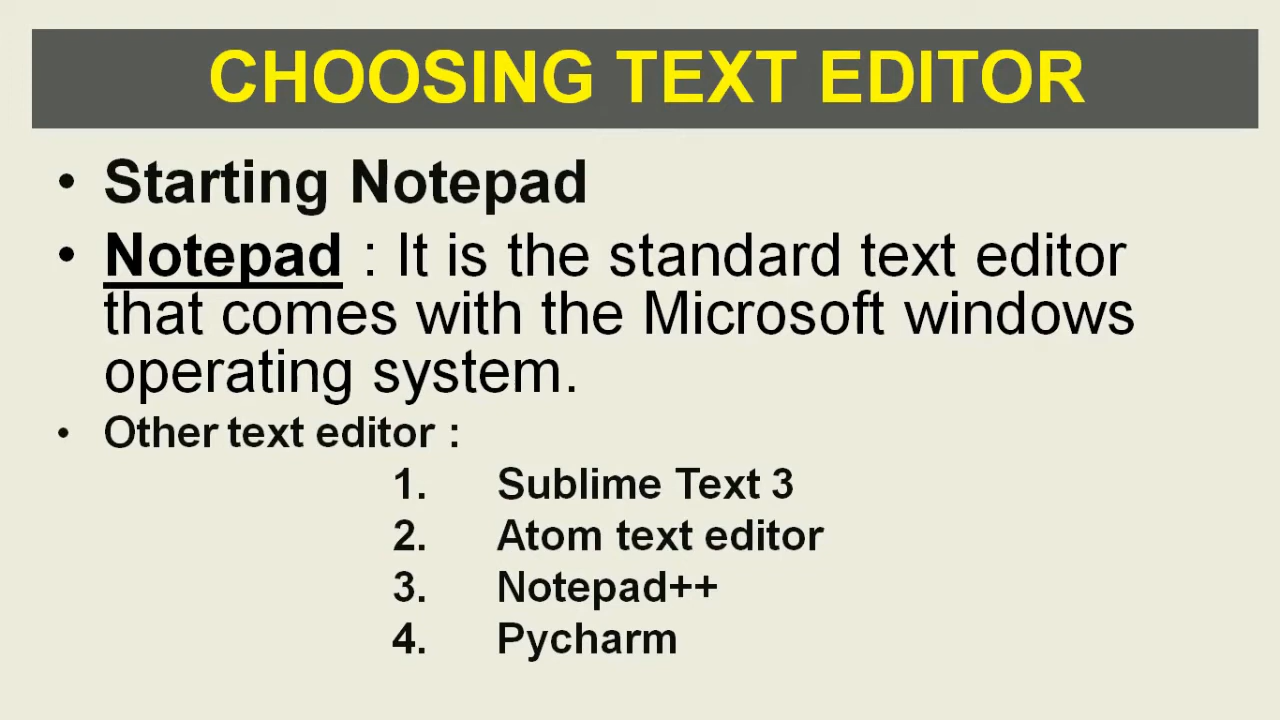 CHOOSING TEXT EDITOR
• Starting Notepad
• Notepad : It is the standard text editor
that comes with the Microsoft windows
operating system.
• Other text editor :
1. Sublime Text 3
2. Atom text editor
3. Notepad++
4. Pycharm